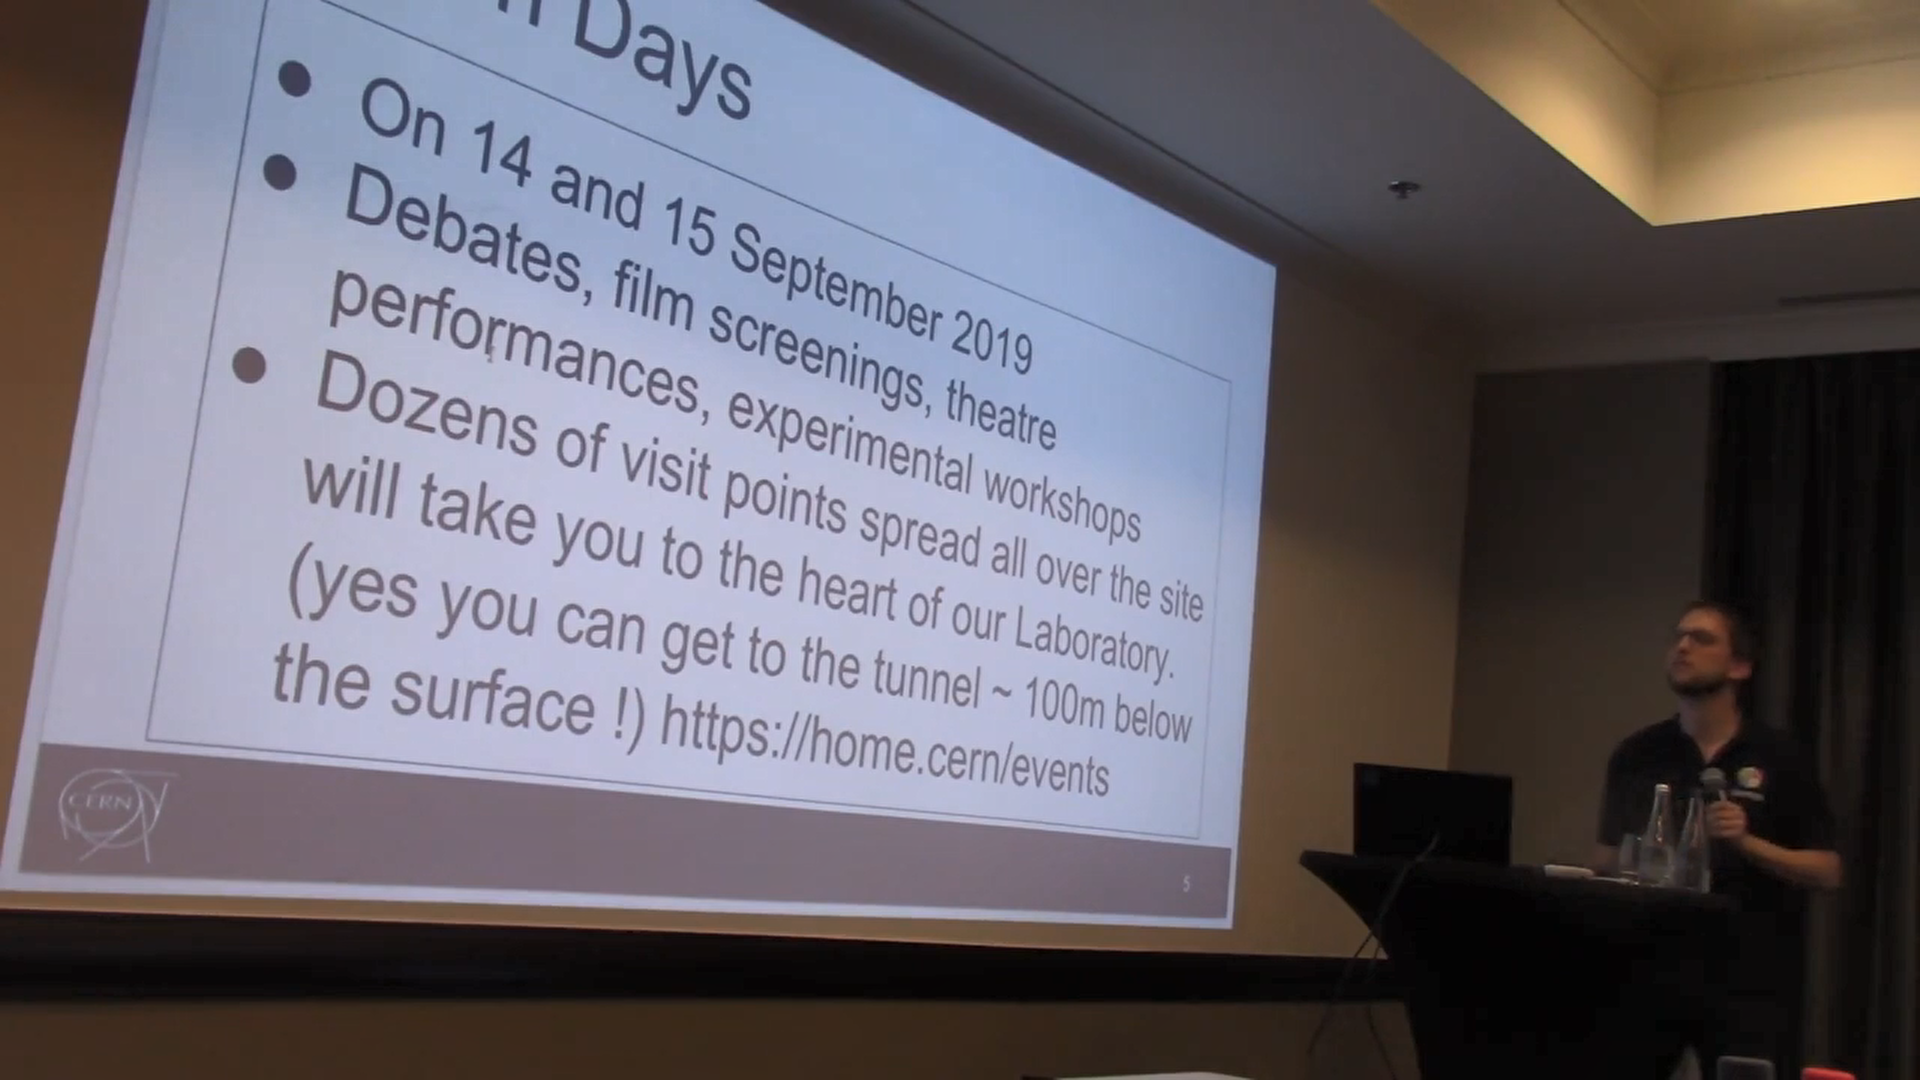 Days
On 14 and 15 September 2019
Debates, film screenings, theatre
performances, experimental workshops
Dozens of visit points spread all over the site
will take you to the heart of our Laboratory.
(yes you can get to the tunnel ~ 100m below
the surface !) https://home.cern/events
CERN
5